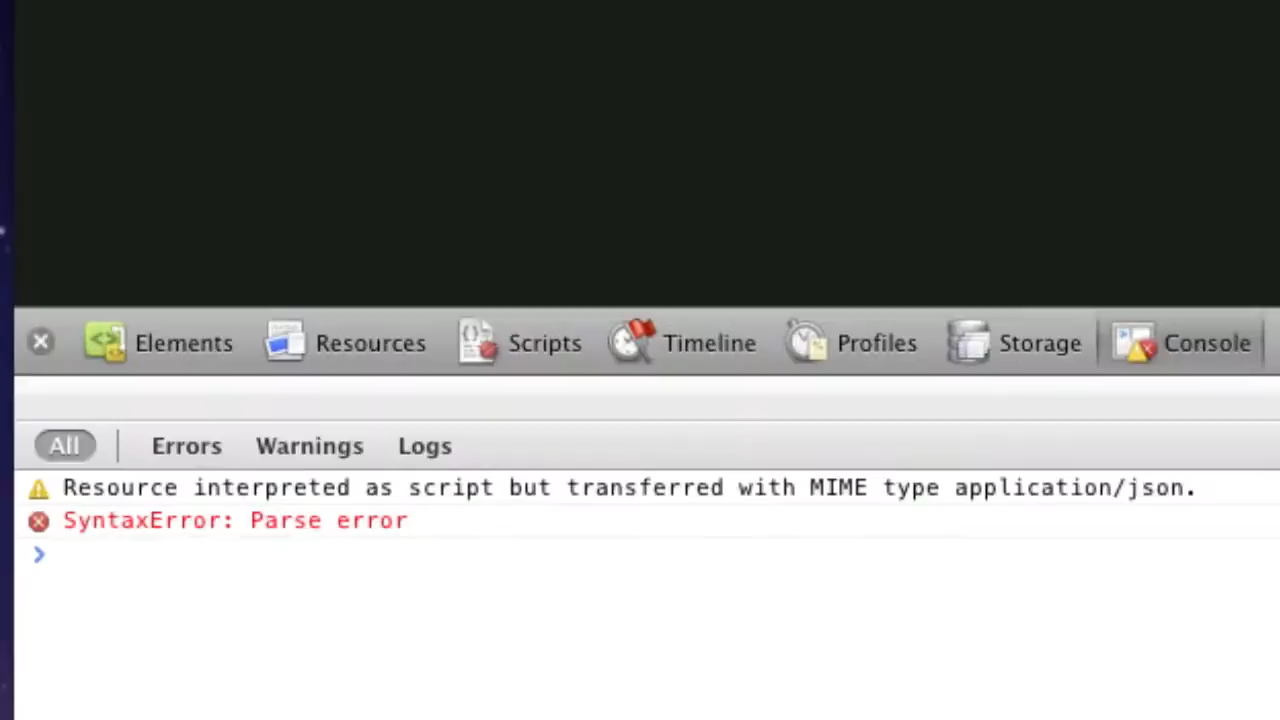 Elements Resources Scripts Timeline Profiles Storage Console
All Errors Warnings Logs
Resource interpreted as script but transferred with MIME type application/json.
SyntaxError: Parse error